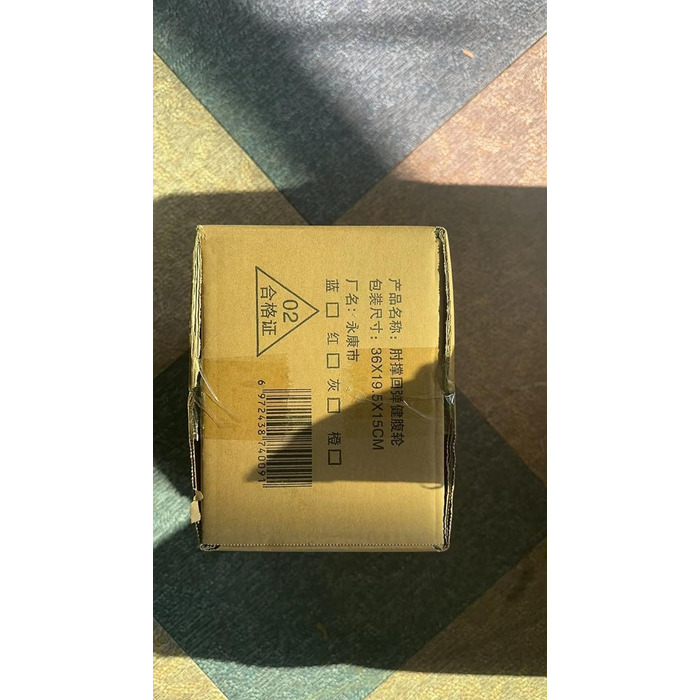 产品名称：肘撑回弹健腹轮
包装尺寸：36X19.5X15CM
厂名：永康市
蓝□ 红□ 灰□ 橙□
02
合格证
6 972438 740091